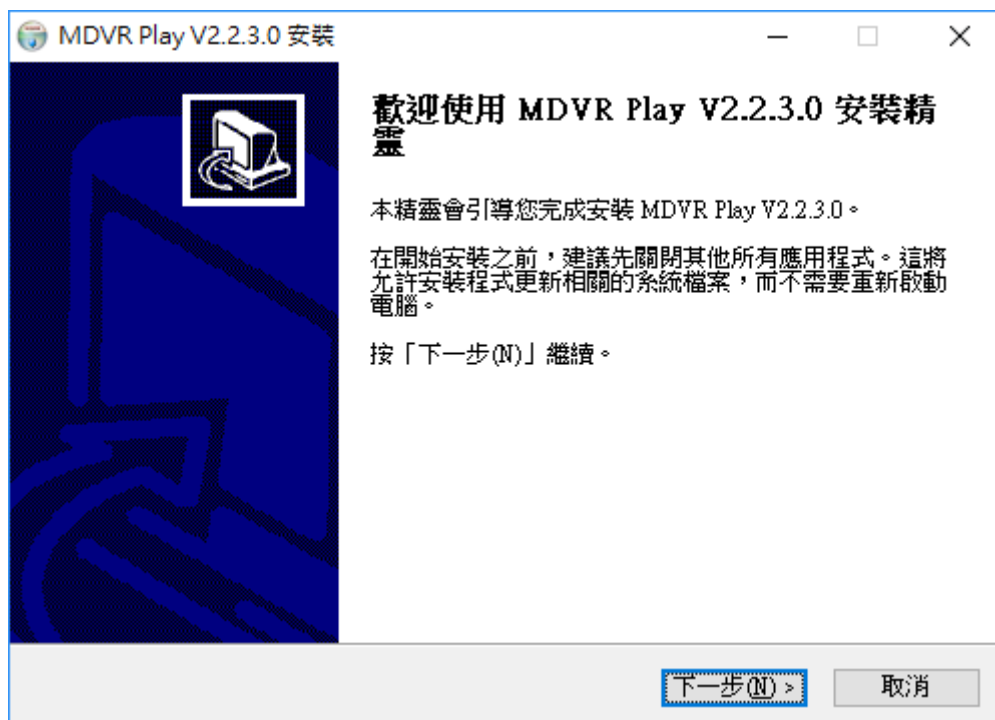 MDVR Play V2.2.3.0 安裝
歡迎使用 MDVR Play V2.2.3.0 安裝精
靈
本精靈會引導您完成安裝 MDVR Play V2.2.3.0。
在開始安裝之前，建議先關閉其他所有應用程式。這將
允許安裝程式更新相關的系統檔案，而不需要重新啟動
電腦。
按「下一步(N)」繼續。
下一步(N) >
取消